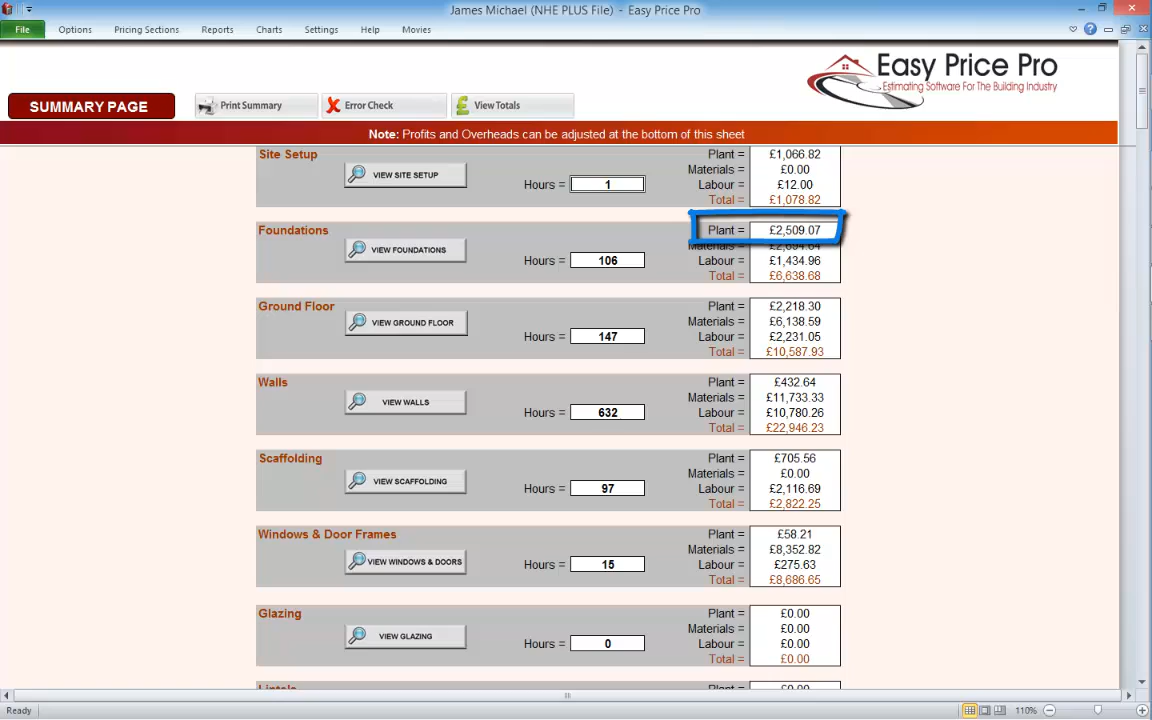 James Michael (NHE PLUS File) - Easy Price Pro
File Options Pricing Sections Reports Charts Settings Help Movies
Easy Price Pro
Estimating Software For The Building Industry
SUMMARY PAGE Print Summary Error Check View Totals
Note: Profits and Overheads can be adjusted at the bottom of this sheet
Site Setup
VIEW SITE SETUP
Hours = 1
Plant = £1,066.82
Materials = £0.00
Labour = £12.00
Total = £1,078.82
Foundations
VIEW FOUNDATIONS
Hours = 106
Plant = £2,509.07
Materials = £2,694.64
Labour = £1,434.96
Total = £6,638.68
Ground Floor
VIEW GROUND FLOOR
Hours = 147
Plant = £2,218.30
Materials = £6,138.59
Labour = £2,231.05
Total = £10,587.93
Walls
VIEW WALLS
Hours = 632
Plant = £432.64
Materials = £11,733.33
Labour = £10,780.26
Total = £22,946.23
Scaffolding
VIEW SCAFFOLDING
Hours = 97
Plant = £705.56
Materials = £0.00
Labour = £2,116.69
Total = £2,822.25
Windows & Door Frames
VIEW WINDOWS & DOORS
Hours = 15
Plant = £58.21
Materials = £8,352.82
Labour = £275.63
Total = £8,686.65
Glazing
VIEW GLAZING
Hours = 0
Plant = £0.00
Materials = £0.00
Labour = £0.00
Total = £0.00
Lintels
Plant = £0.00
Ready 110%